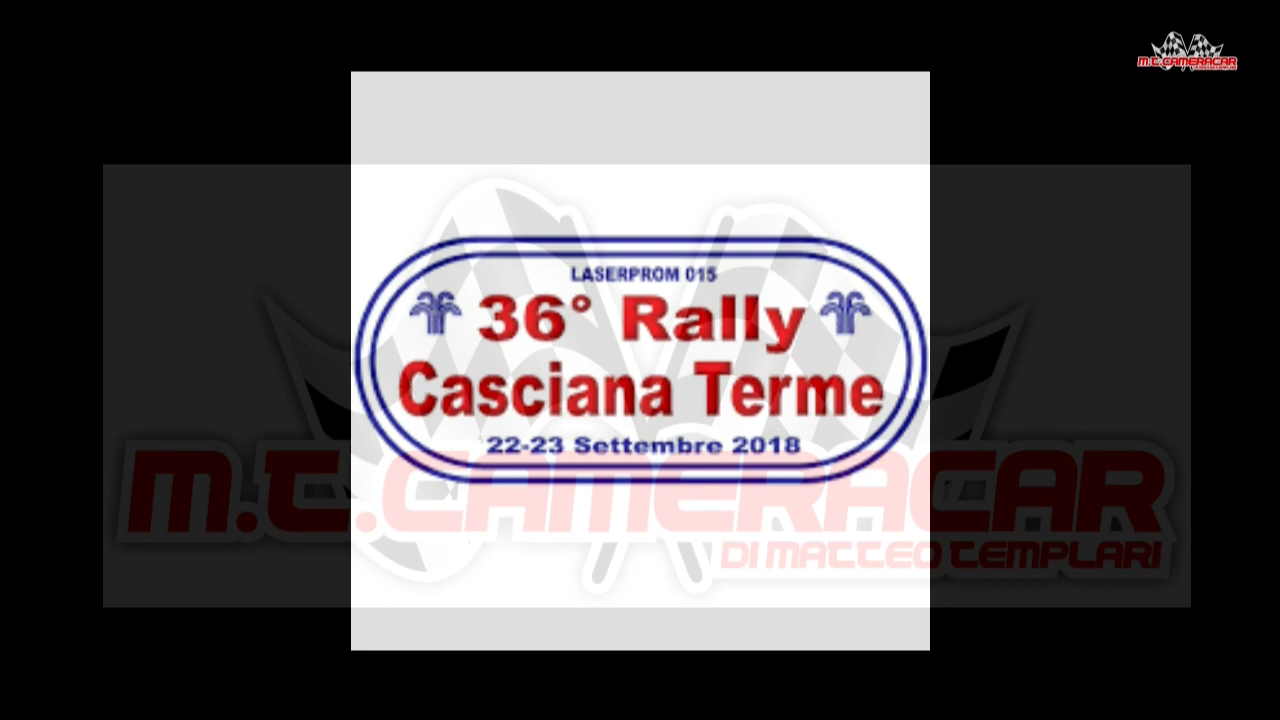 M.T.CAMERACAR
LASERPROM 015
36° Rally
Casciana Terme
22-23 Settembre 2018
M.T.CAMERACAR
DI MATTEO TEMPLARI